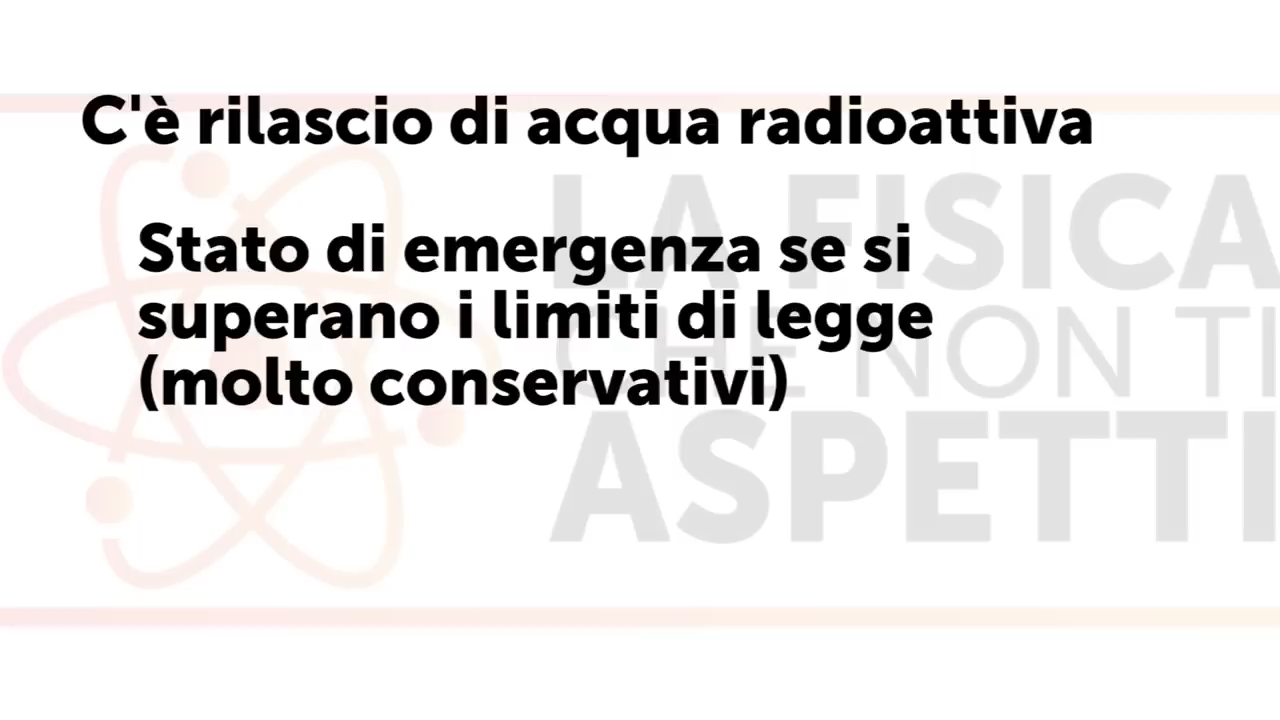 C'è rilascio di acqua radioattiva
Stato di emergenza se si
superano i limiti di legge
(molto conservativi)
LA FISICA
CHE NON TI
ASPETTI